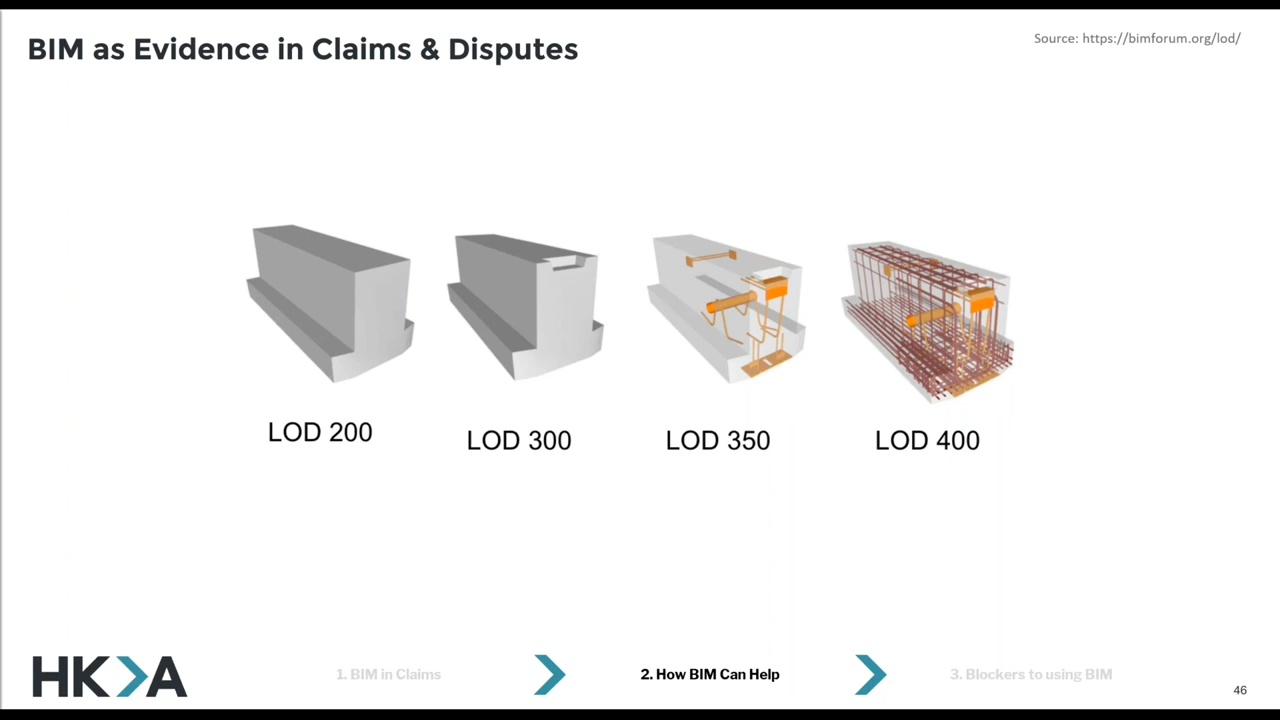 BIM as Evidence in Claims & Disputes
Source: https://bimforum.org/lod/
LOD 200
LOD 300
LOD 350
LOD 400
HKA
1. BIM in Claims
2. How BIM Can Help
3. Blockers to using BIM
46